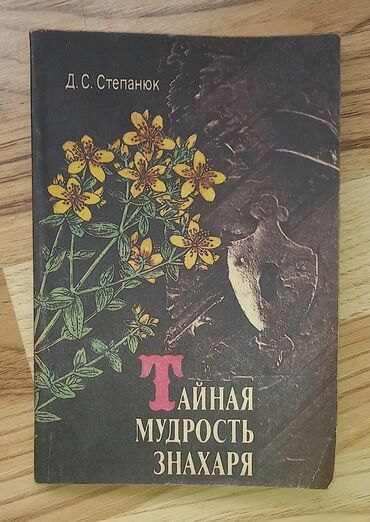 Д. С. Степанюк
Тайная
мудрость
знахаря